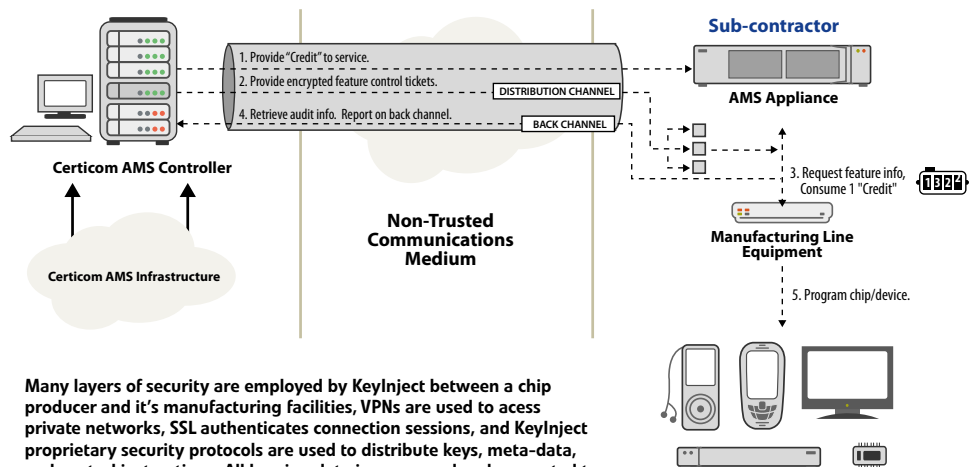 Sub-contractor
1. Provide "Credit" to service.
2. Provide encrypted feature control tickets.
DISTRIBUTION CHANNEL
4. Retrieve audit info. Report on back channel.
BACK CHANNEL
AMS Appliance
Certicom AMS Controller
3. Request feature info,
Consume 1 "Credit"
Non-Trusted
Communications
Medium
Manufacturing Line
Equipment
Certicom AMS Infrastructure
5. Program chip/device.
Many layers of security are employed by KeyInject between a chip
producer and it's manufacturing facilities, VPNs are used to acess
private networks, SSL authenticates connection sessions, and KeyInject
proprietary security protocols are used to distribute keys, meta-data,